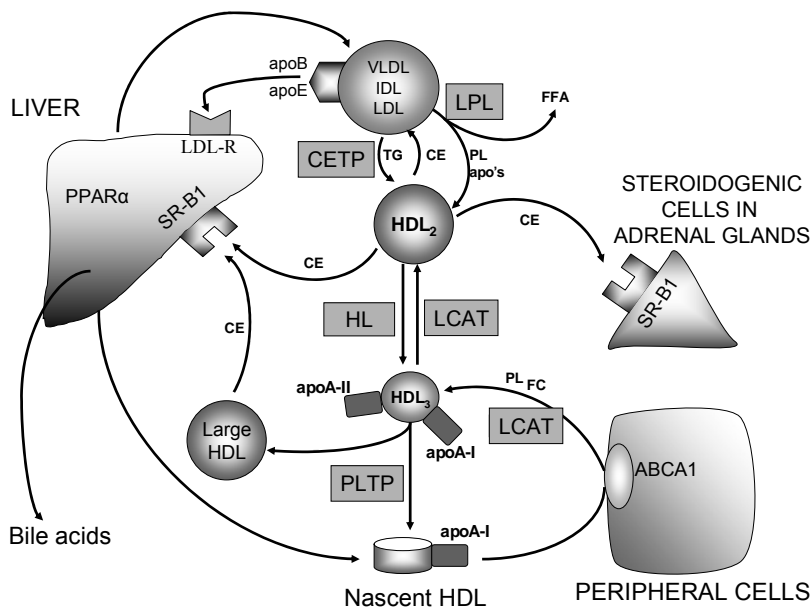 apoB
apoE
VLDL
IDL
LDL
LPL
FFA
LIVER
LDL-R
CETP
TG
CE
PL
apo's
PPARα
SR-B1
HDL2
CE
STEROIDOGENIC
CELLS IN
ADRENAL GLANDS
CE
SR-B1
HL
LCAT
CE
apoA-II
HDL3
PL FC
LCAT
apoA-I
Large
HDL
PLTP
ABCA1
apoA-I
Bile acids
Nascent HDL
PERIPHERAL CELLS